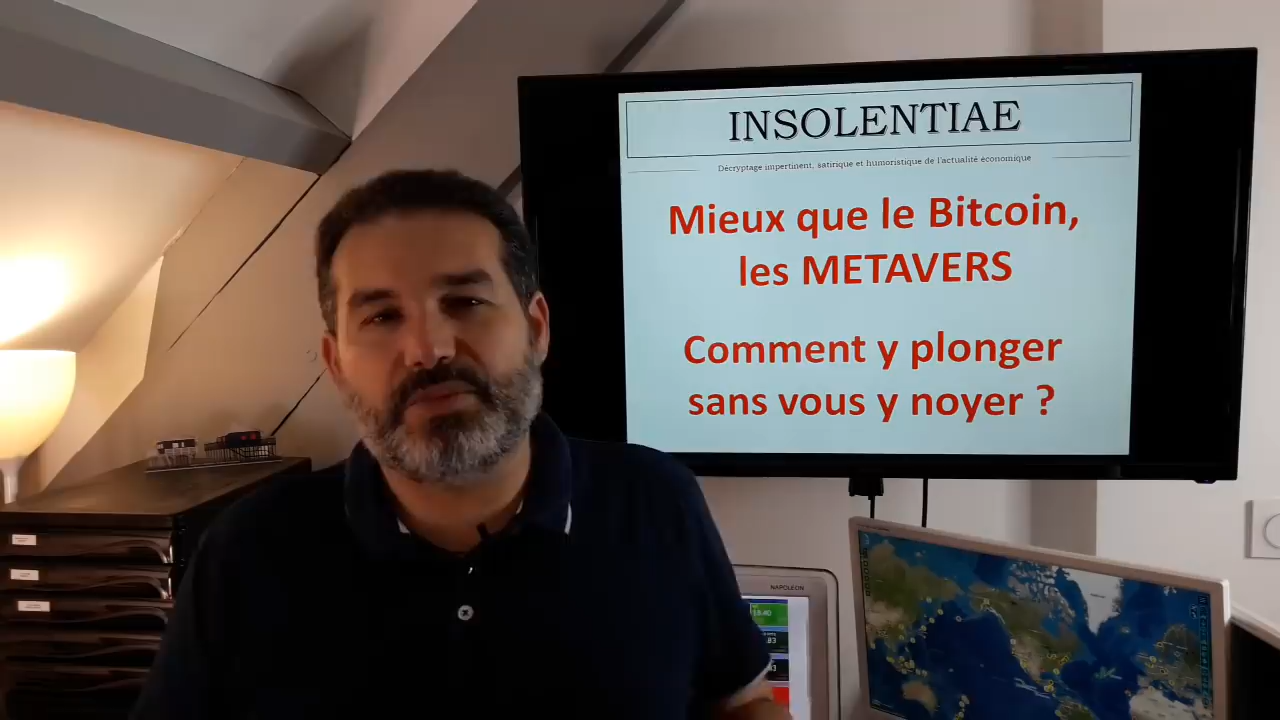 INSOLENTIAE
Décryptage impertinent, satirique et humoristique de l'actualité économique
Mieux que le Bitcoin,
les METAVERS
Comment y plonger
sans vous y noyer ?
NAPOLEON